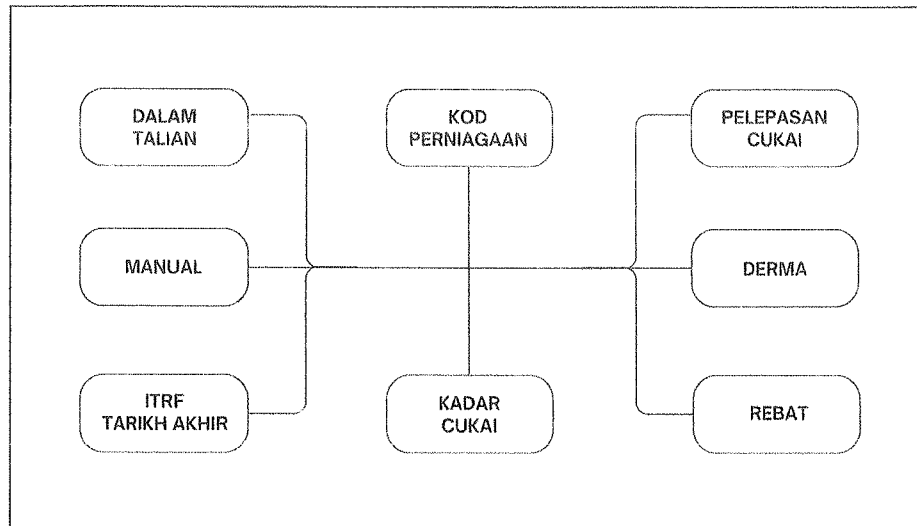 DALAM
TALIAN
KOD
PERNIAGAAN
PELEPASAN
CUKAI
MANUAL
DERMA
ITRF
TARIKH AKHIR
KADAR
CUKAI
REBAT